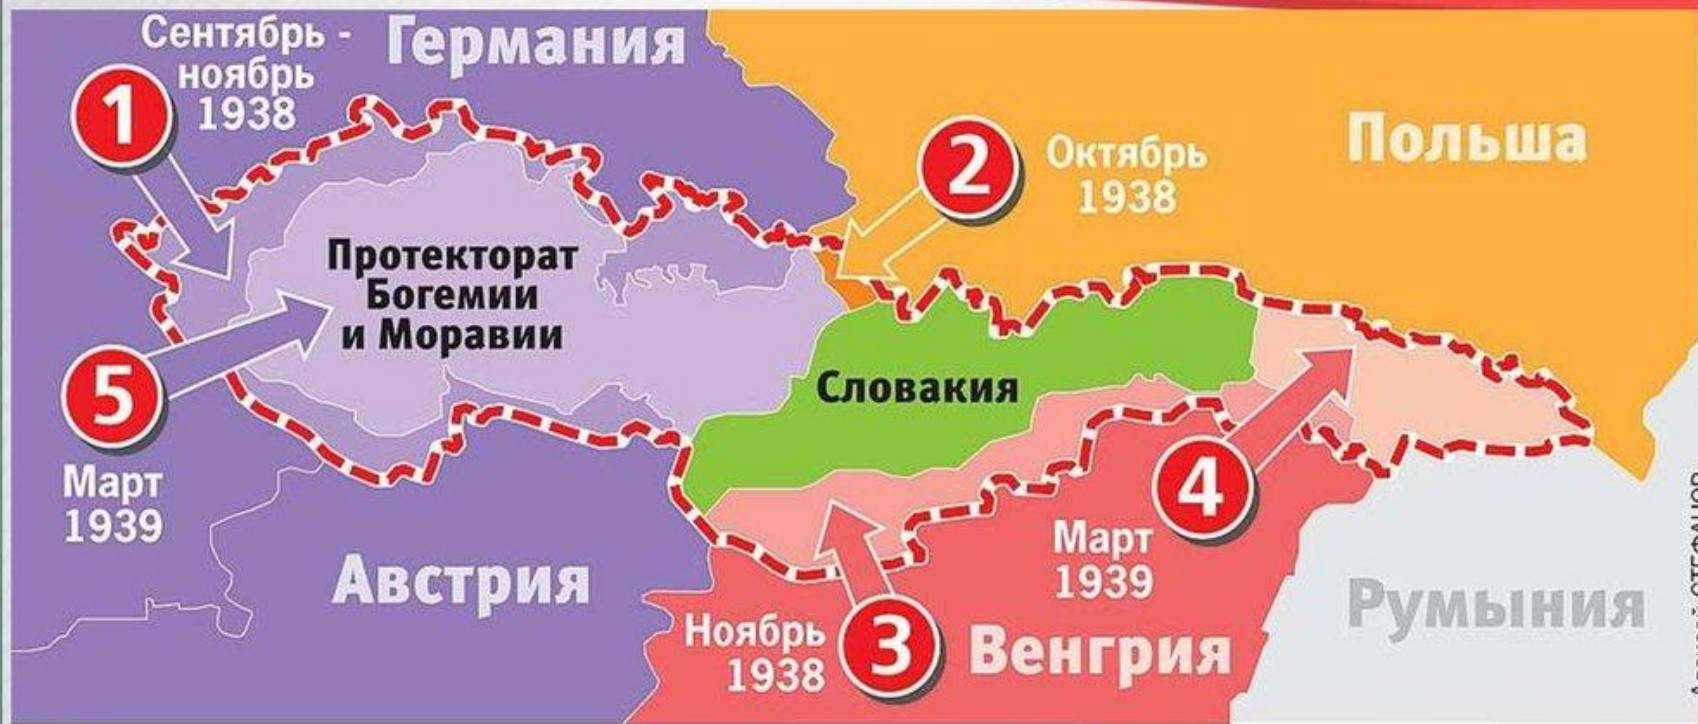 Сентябрь -
ноябрь
1938
1
Германия
Польша
2
Октябрь
1938
Протекторат
Богемии
и Моравии
5
Март
1939
Словакия
4
Март
1939
Австрия
Ноябрь
1938
3
Венгрия
Румыния